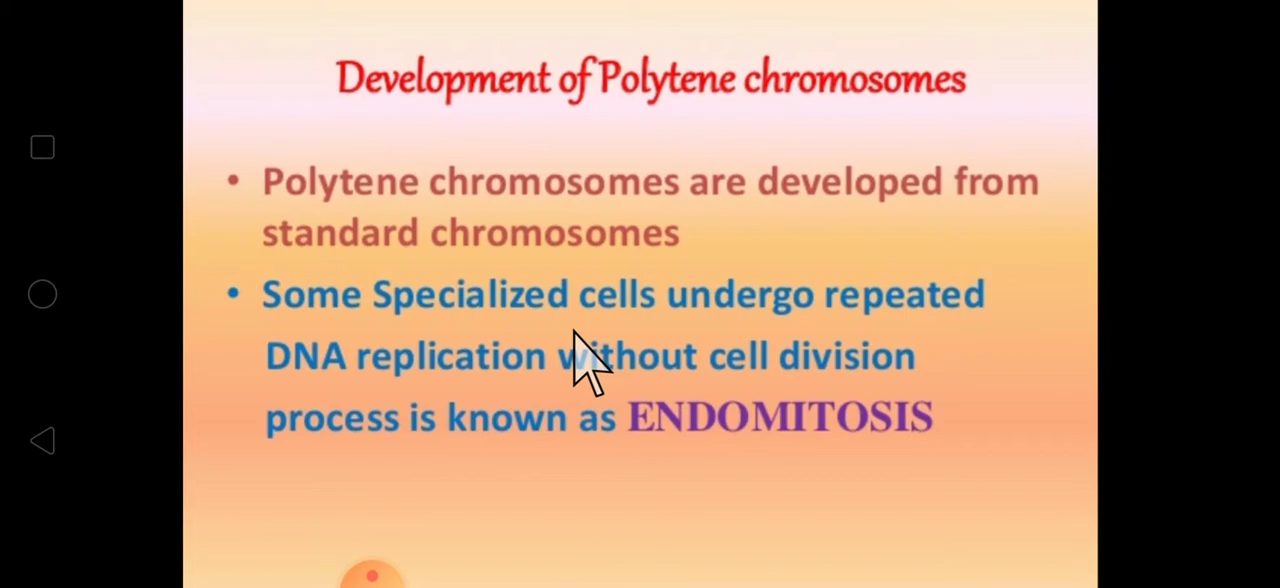 Development of Polytene chromosomes
• Polytene chromosomes are developed from
standard chromosomes
• Some Specialized cells undergo repeated
DNA replication without cell division
process is known as ENDOMITOSIS